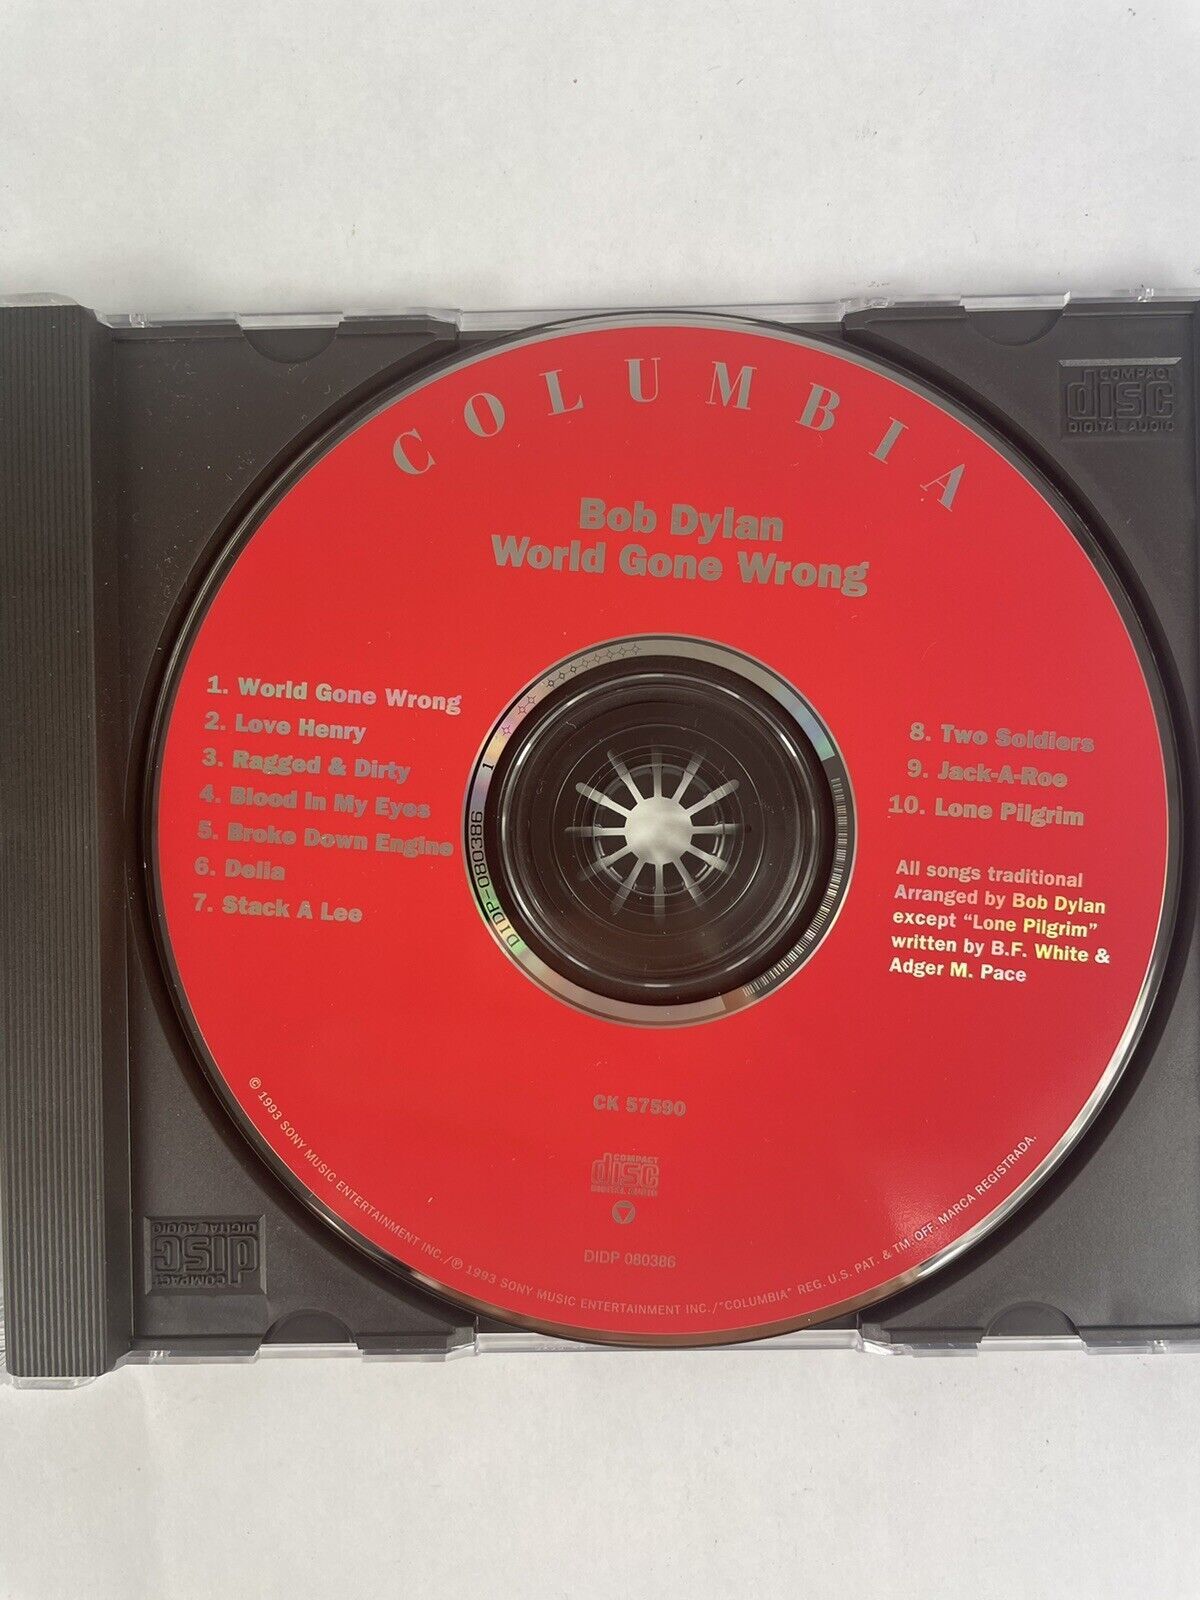 COLUMBIA
Bob Dylan
World Gone Wrong
1. World Gone Wrong
2. Love Henry
3. Ragged & Dirty
4. Blood In My Eyes
5. Broke Down Engine
6. Delia
7. Stack A Lee
8. Two Soldiers
9. Jack-A-Roe
10. Lone Pilgrim
All songs traditional
Arranged by Bob Dylan
except "Lone Pilgrim"
written by B.F. White &
Adger M. Pace
DIDP-080386 1
CK 57590
COMPACT
disc
DIGITAL AUDIO
DIDP 080386
© 1993 SONY MUSIC ENTERTAINMENT INC./℗ 1993 SONY MUSIC ENTERTAINMENT INC./"COLUMBIA" REG. U.S. PAT. & TM. OFF. MARCA REGISTRADA.
COMPACT
disc
DIGITAL AUDIO
COMPACT
disc
DIGITAL AUDIO